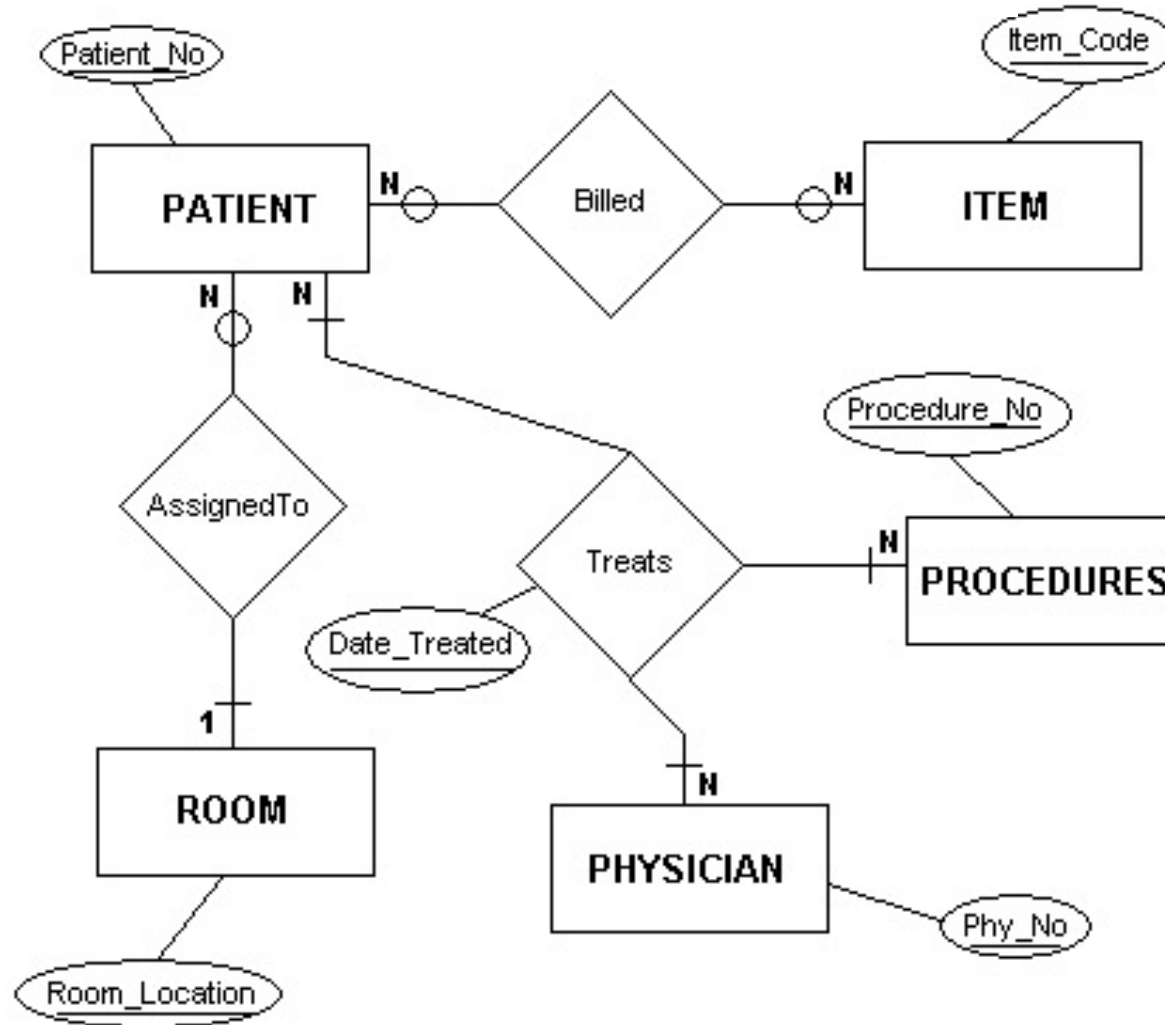 Patient_No
Item_Code
PATIENT
N
Billed
N
ITEM
N
N
Procedure_No
AssignedTo
Treats
N
PROCEDURES
Date_Treated
1
ROOM
N
PHYSICIAN
Phy_No
Room_Location